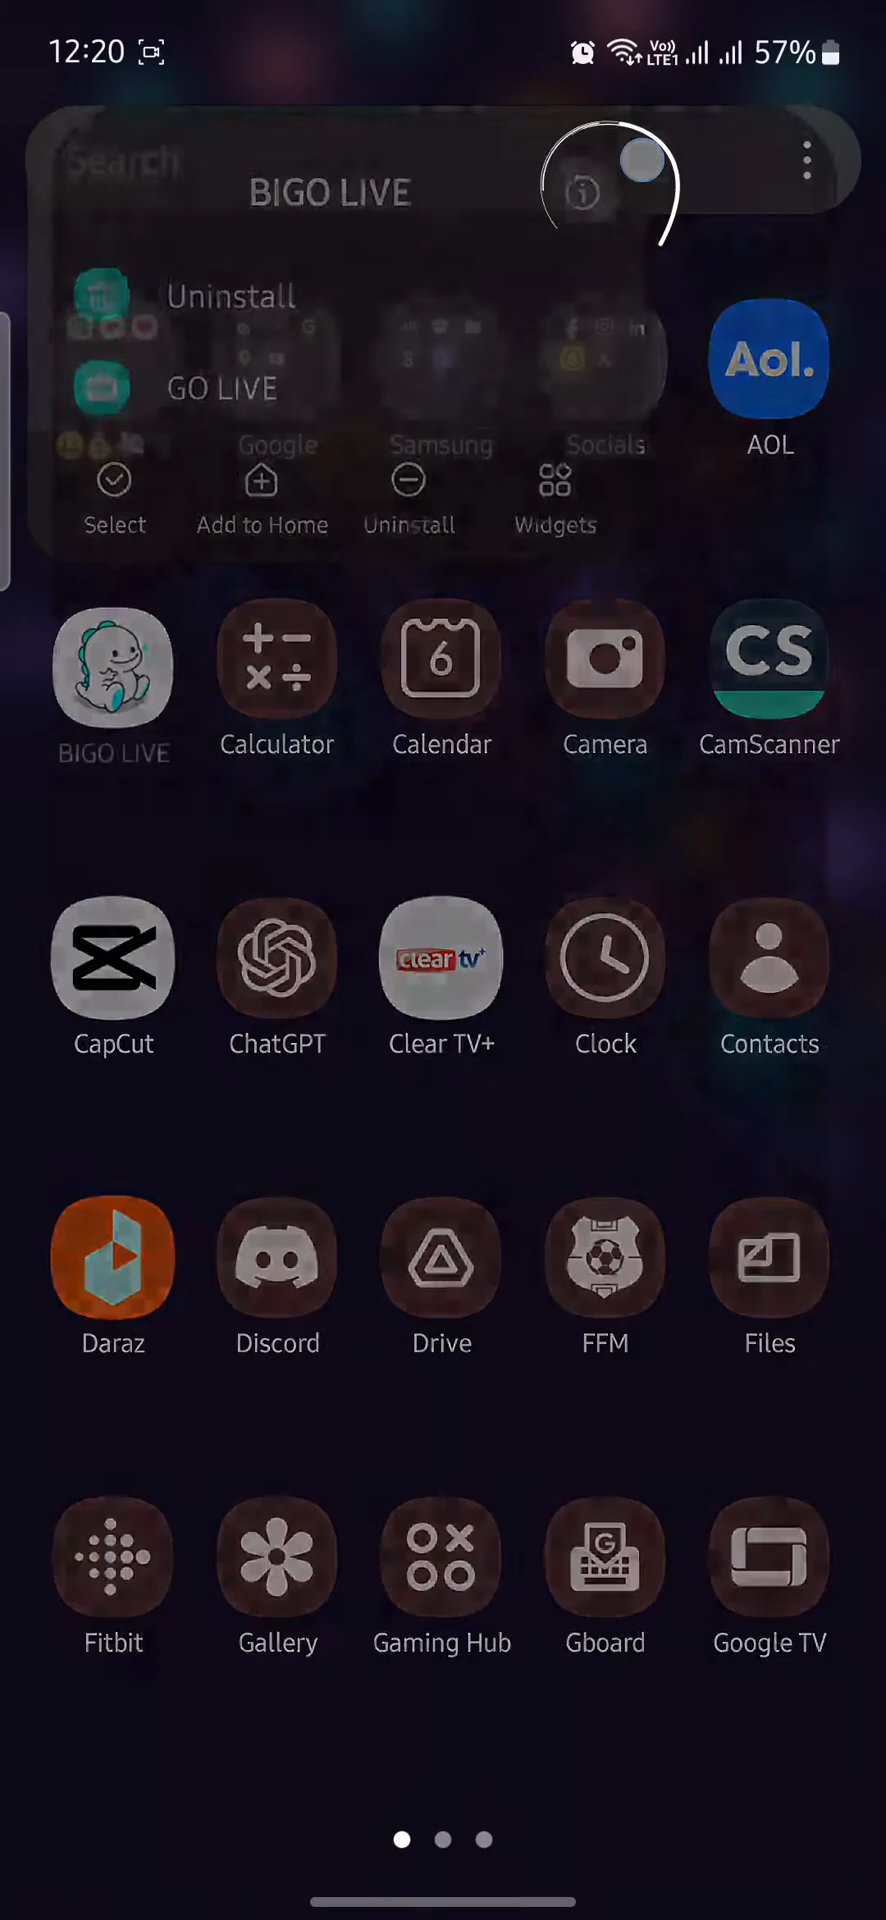 12:20
Vo)) LTE1 57%
Search
BIGO LIVE
Uninstall
GO LIVE
Google Samsung Socials
Aol.
AOL
Select Add to Home Uninstall Widgets
6
CS
BIGO LIVE Calculator Calendar Camera CamScanner
clear tv+
CapCut ChatGPT Clear TV+ Clock Contacts
Daraz Discord Drive FFM Files
G
Fitbit Gallery Gaming Hub Gboard Google TV